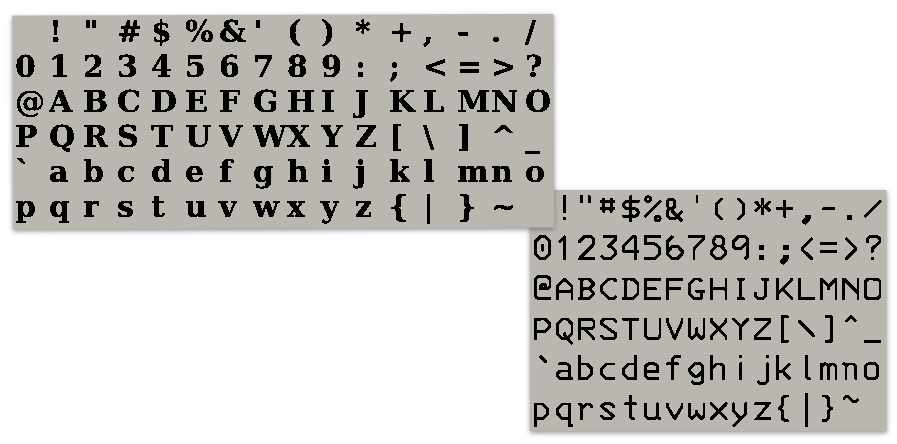 ! " # $ % & ' ( ) * + , - . /
0 1 2 3 4 5 6 7 8 9 : ; < = > ?
@ A B C D E F G H I J K L M N O
P Q R S T U V W X Y Z [ \ ] ^ _
` a b c d e f g h i j k l m n o
p q r s t u v w x y z { | } ~
!"#$%&'()*+,-./
0123456789:;<=>?
@ABCDEFGHIJKLMNO
PQRSTUVWXYZ[\]^_
`abcdefghijklmno
pqrstuvwxyz{|}~